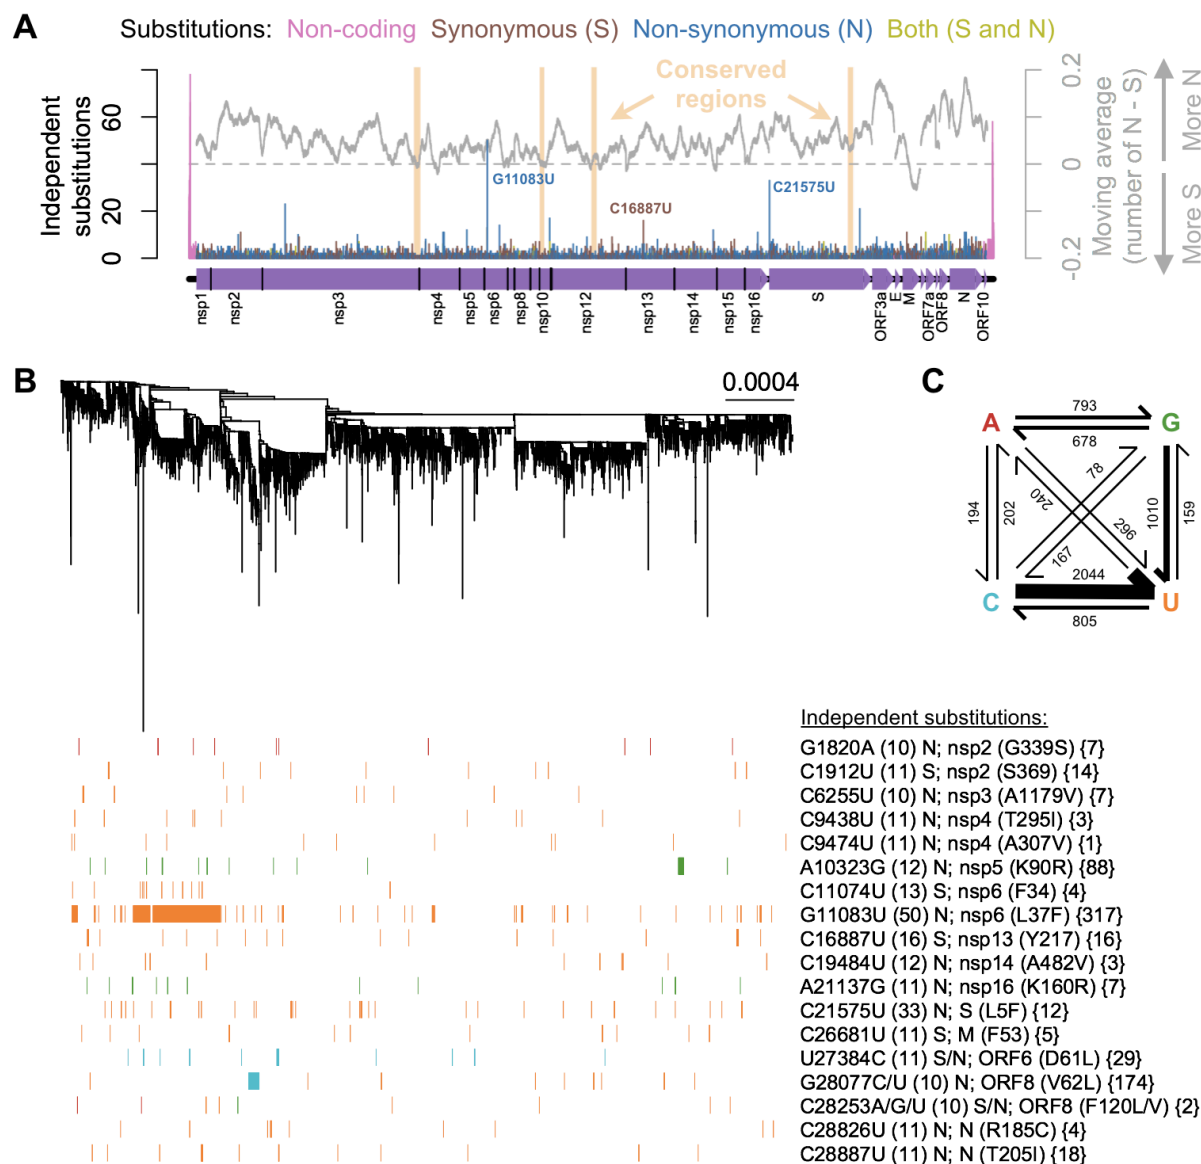 A
Substitutions: Non-coding Synonymous (S) Non-synonymous (N) Both (S and N)
Independent
substitutions
60
20
0
Conserved
regions
G11083U
C16887U
C21575U
0.2
0
-0.2
Moving average
(number of N - S)
More S More N
nsp1
nsp2
nsp3
nsp4
nsp5
nsp6
nsp8
nsp10
nsp12
nsp13
nsp14
nsp15
nsp16
S
ORF3a
E
M
ORF7a
ORF8
N
ORF10
B
0.0004
C
A
G
C
U
793
678
78
240
194
202
296
167
1010
159
2044
805
Independent substitutions:
G1820A (10) N; nsp2 (G339S) {7}
C1912U (11) S; nsp2 (S369) {14}
C6255U (10) N; nsp3 (A1179V) {7}
C9438U (11) N; nsp4 (T295I) {3}
C9474U (11) N; nsp4 (A307V) {1}
A10323G (12) N; nsp5 (K90R) {88}
C11074U (13) S; nsp6 (F34) {4}
G11083U (50) N; nsp6 (L37F) {317}
C16887U (16) S; nsp13 (Y217) {16}
C19484U (12) N; nsp14 (A482V) {3}
A21137G (11) N; nsp16 (K160R) {7}
C21575U (33) N; S (L5F) {12}
C26681U (11) S; M (F53) {5}
U27384C (11) S/N; ORF6 (D61L) {29}
G28077C/U (10) N; ORF8 (V62L) {174}
C28253A/G/U (10) S/N; ORF8 (F120L/V) {2}
C28826U (11) N; N (R185C) {4}
C28887U (11) N; N (T205I) {18}